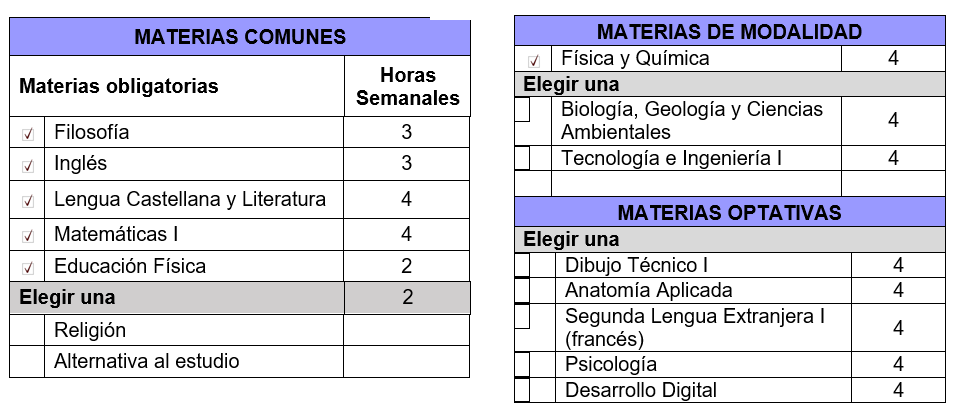 MATERIAS COMUNES
Materias obligatorias
Horas
Semanales
Filosofía 3
Inglés 3
Lengua Castellana y Literatura 4
Matemáticas I 4
Educación Física 2
Elegir una 2
Religión
Alternativa al estudio
MATERIAS DE MODALIDAD
Física y Química 4
Elegir una
Biología, Geología y Ciencias
Ambientales 4
Tecnología e Ingeniería I 4
MATERIAS OPTATIVAS
Elegir una
Dibujo Técnico I 4
Anatomía Aplicada 4
Segunda Lengua Extranjera I
(francés) 4
Psicología 4
Desarrollo Digital 4